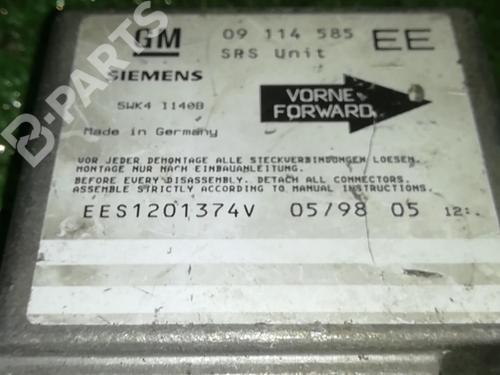 GM
09 114 585 EE
SRS Unit
SIEMENS
5WK4 1140B
VORNE
FORWARD
Made in Germany
VOR JEDER DEMONTAGE ALLE STECKVERBINDUNGEN LOESEN.
MONTAGE NUR NACH EINBAUANLEITUNG.
BEFORE EVERY DISASSEMBLY. DETACH ALL CONNECTORS.
ASSEMBLE STRICTLY ACCORDING TO MANUAL INSTRUCTIONS.
EES1201374V 05/98 05 12:.
B-PARTS